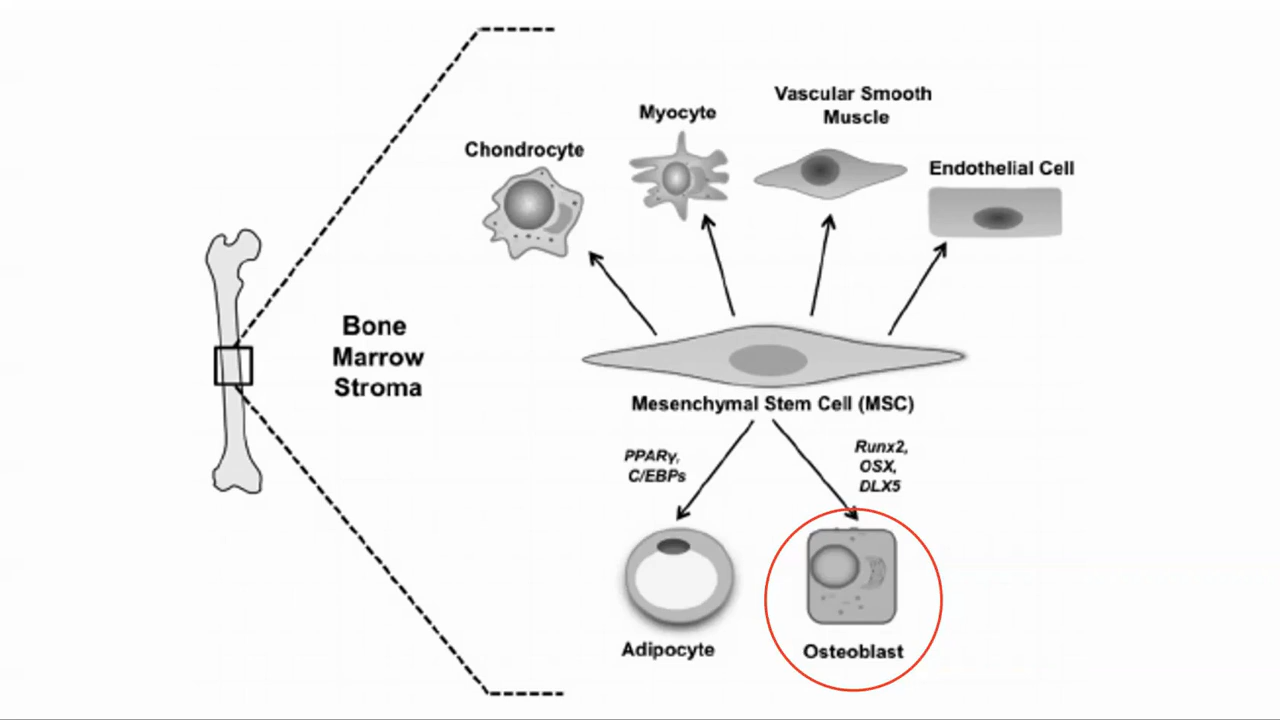 Vascular Smooth
Muscle
Myocyte
Chondrocyte
Endothelial Cell
Bone
Marrow
Stroma
Mesenchymal Stem Cell (MSC)
PPARγ,
C/EBPs
Runx2,
OSX,
DLX5
Adipocyte
Osteoblast